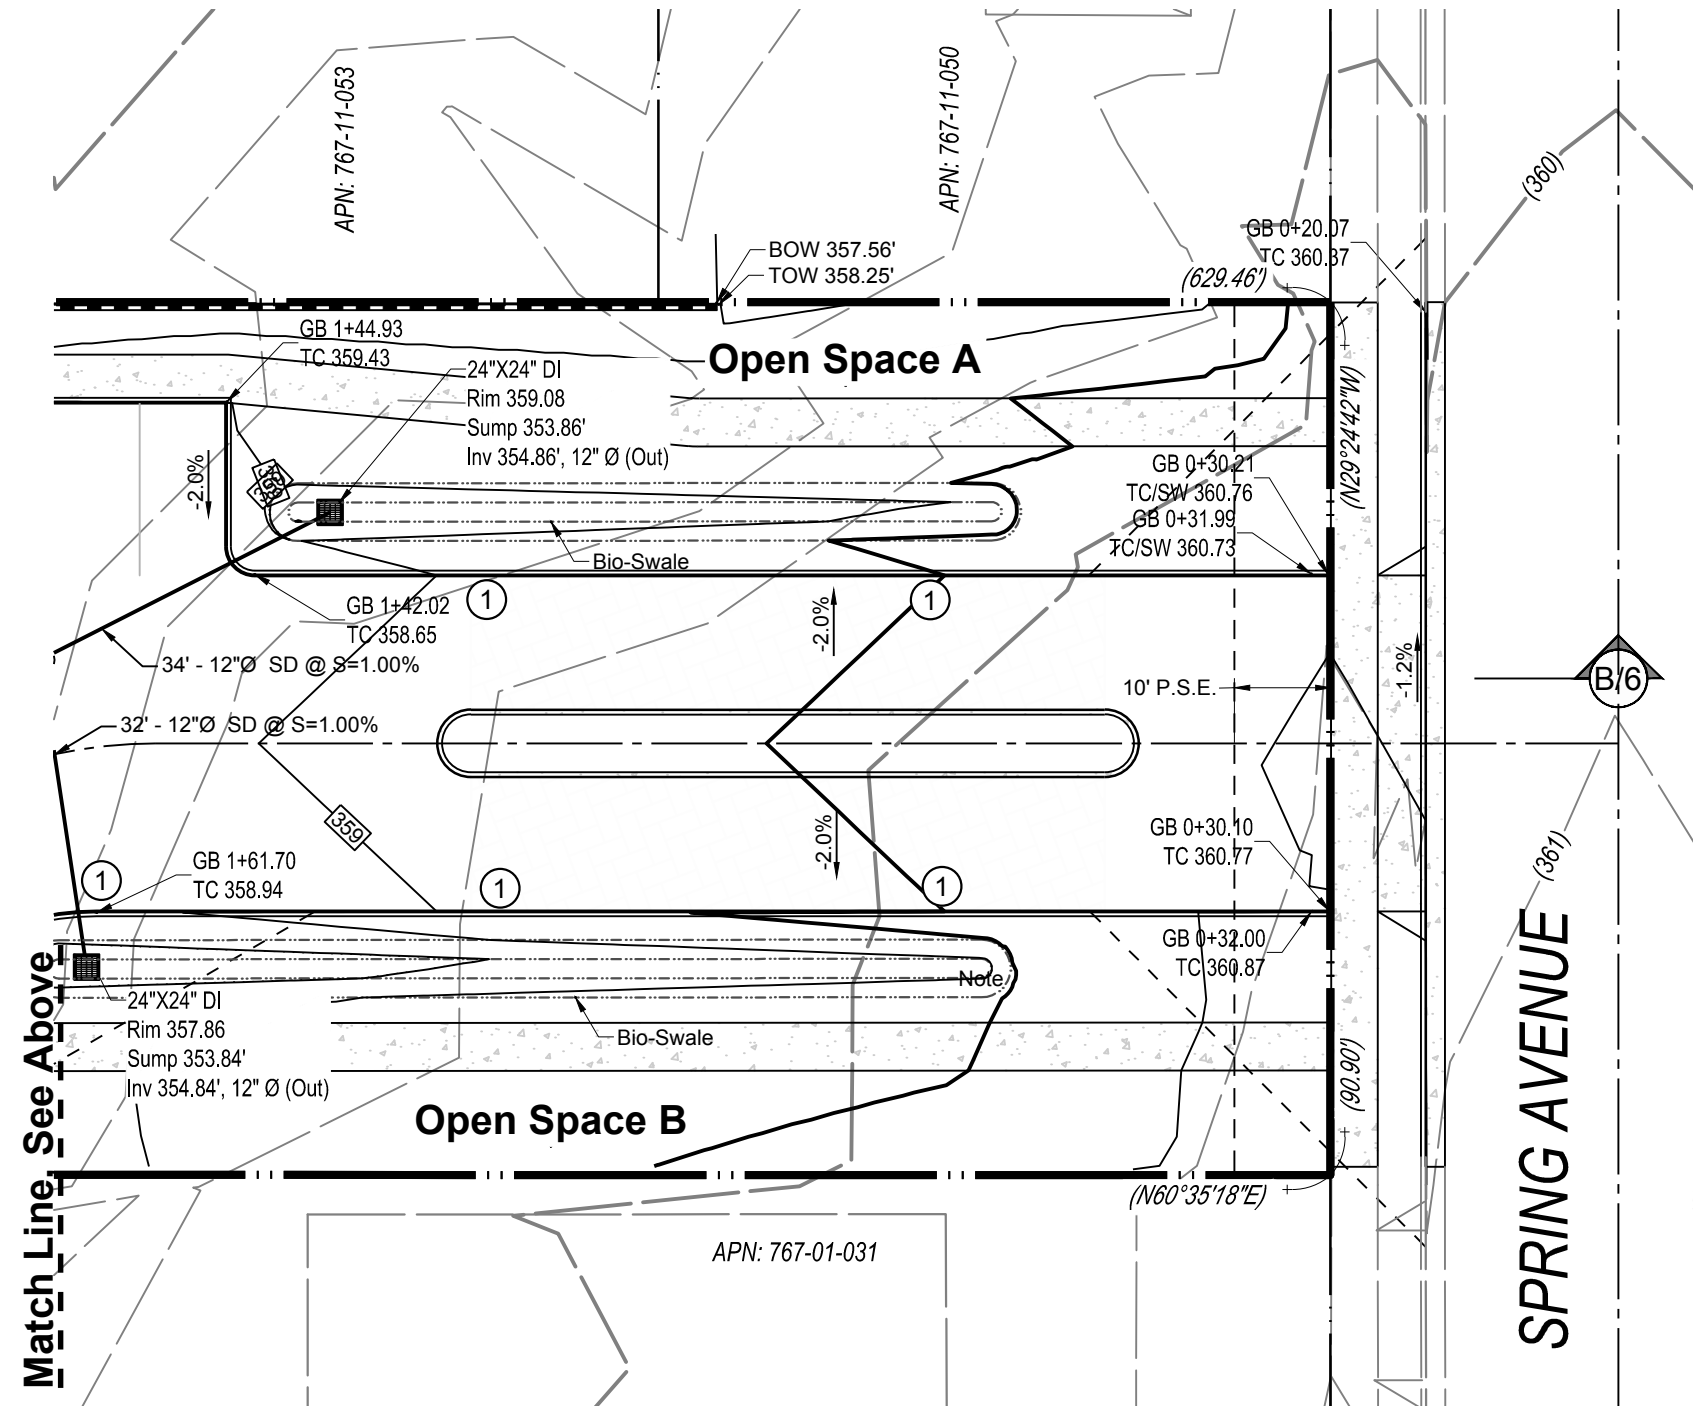 APN: 767-11-053
APN: 767-11-050
(360)
GB 0+20.07
TC 360.37
BOW 357.56'
TOW 358.25'
(629.46')
GB 1+44.93
TC 359.43
24"X24" DI
Rim 359.08
Sump 353.86'
Inv 354.86', 12" Ø (Out)
Open Space A
(N29°24'42"W)
-2.0%
358
GB 0+30.21
TC/SW 360.76
GB 0+31.99
TC/SW 360.73
Bio-Swale
1
1
GB 1+42.02
TC 358.65
-2.0%
34' - 12"Ø SD @ S=1.00%
-1.2%
B/6
10' P.S.E.
32' - 12"Ø SD @ S=1.00%
359
-2.0%
GB 0+30.10
TC 360.77
(361)
GB 1+61.70
TC 358.94
1
1
1
GB 0+32.00
TC 360.87
Note
24"X24" DI
Rim 357.86
Sump 353.84'
Inv 354.84', 12" Ø (Out)
Bio-Swale
(90.90')
Open Space B
(N60°35'18"E)
APN: 767-01-031
Match Line, See Above
SPRING AVENUE